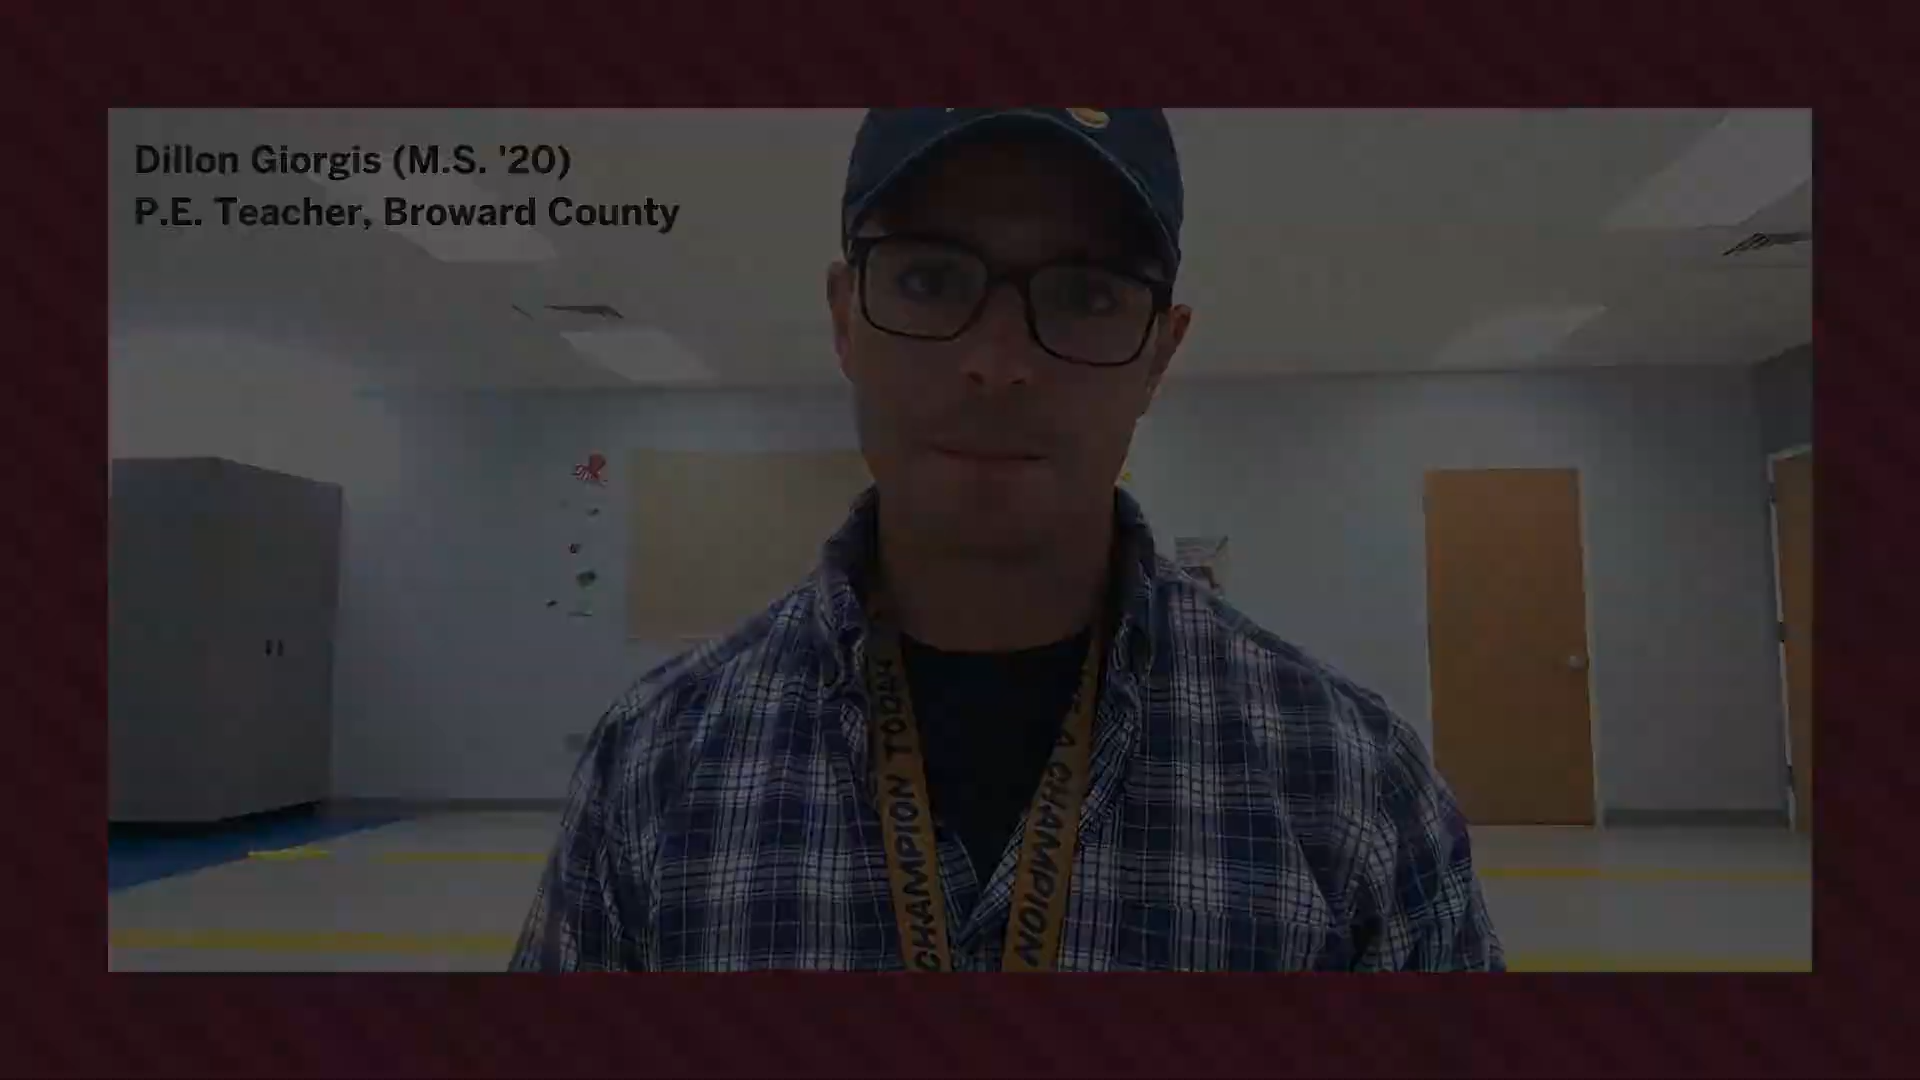 Dillon Giorgis (M.S. '20)
P.E. Teacher, Broward County
CHAMPION TODAY
A CHAMPION